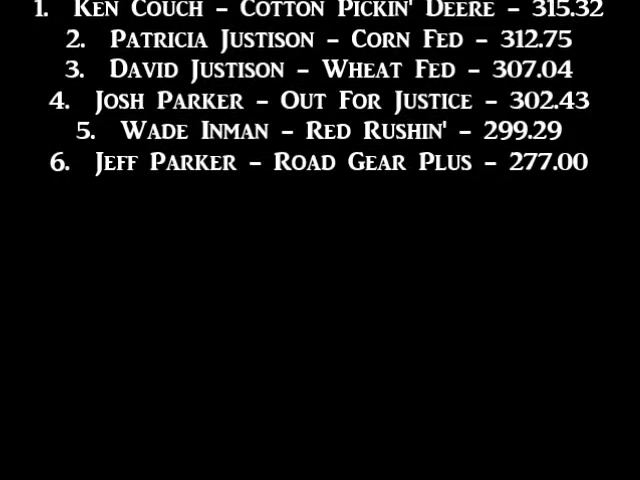 1. Ken Couch – Cotton Pickin' Deere – 315.32
2. Patricia Justison – Corn Fed – 312.75
3. David Justison – Wheat Fed – 307.04
4. Josh Parker – Out For Justice – 302.43
5. Wade Inman – Red Rushin' – 299.29
6. Jeff Parker – Road Gear Plus – 277.00